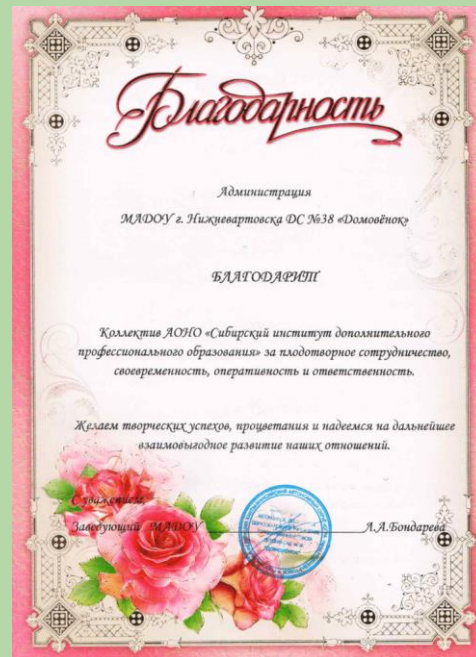 Благодарность
Администрация
МАДОУ г. Нижневартовска ДС №38 «Домовёнок»
БЛАГОДАРИТ
Коллектив АОНО «Сибирский институт дополнительного
профессионального образования» за плодотворное сотрудничество,
своевременность, оперативность и ответственность.
Желаем творческих успехов, процветания и надеемся на дальнейшее
взаимовыгодное развитие наших отношений.
С уважением,
Заведующий МАДОУ Л.А.Бондарева